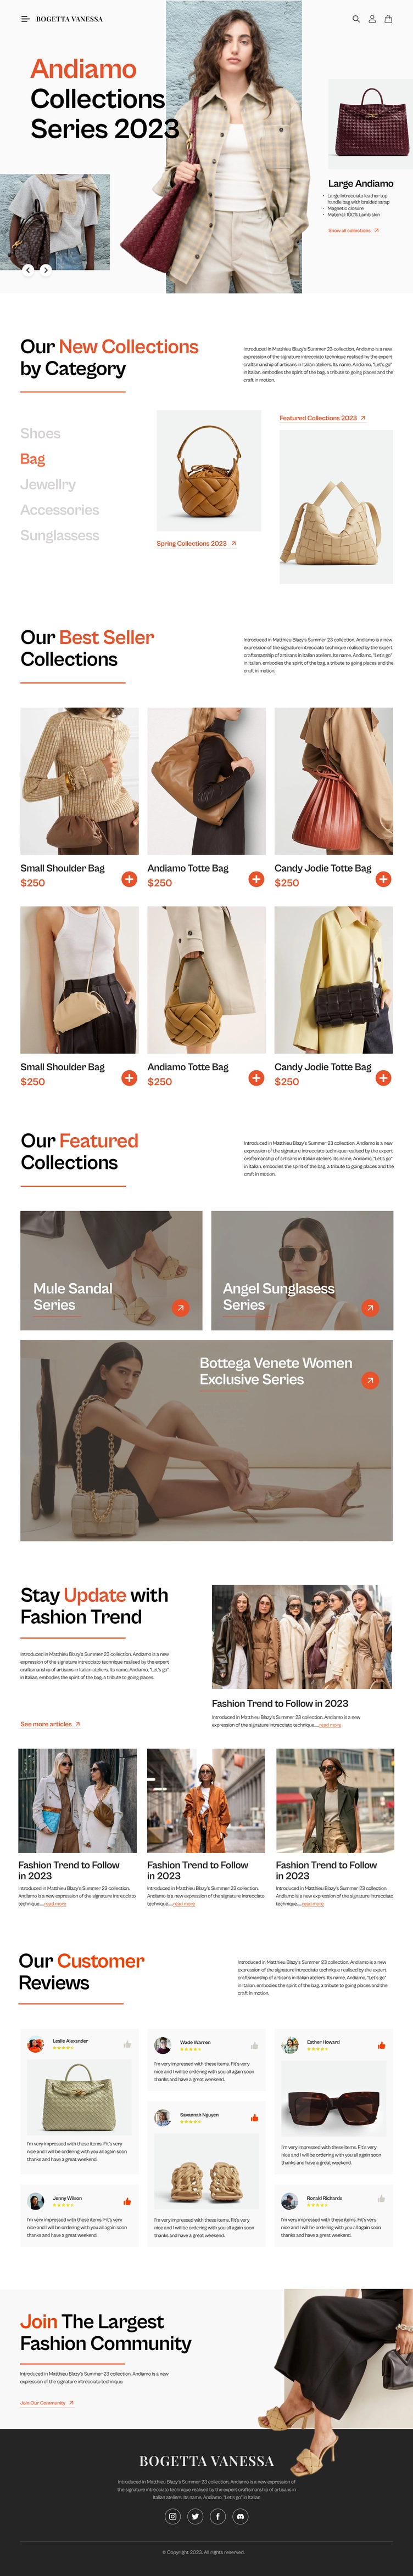 BOGETTA VANESSA
Andiamo
Collections
Series 2023
Large Andiamo
Large Intrecciato leather top
handle bag with braided strap
Magnetic closure
Material: 100% Lamb skin
Show all collections
Our New Collections
by Category
Introduced in Matthieu Blazy's Summer 23 collection, Andiamo is a new
expression of the signature intrecciato technique realised by the expert
craftsmanship of artisans in Italian ateliers. Its name, Andiamo, "Let's go"
in Italian, embodies the spirit of the bag, a tribute to going places and the
craft in motion.
Shoes
Bag
Jewellry
Accessories
Sunglassess
Spring Collections 2023
Featured Collections 2023
Our Best Seller
Collections
Introduced in Matthieu Blazy's Summer 23 collection, Andiamo is a new
expression of the signature intrecciato technique realised by the expert
craftsmanship of artisans in Italian ateliers. Its name, Andiamo, "Let's go"
in Italian, embodies the spirit of the bag, a tribute to going places and the
craft in motion.
Small Shoulder Bag
$250
Andiamo Totte Bag
$250
Candy Jodie Totte Bag
$250
Small Shoulder Bag
$250
Andiamo Totte Bag
$250
Candy Jodie Totte Bag
$250
Our Featured
Collections
Introduced in Matthieu Blazy's Summer 23 collection, Andiamo is a new
expression of the signature intrecciato technique realised by the expert
craftsmanship of artisans in Italian ateliers. Its name, Andiamo, "Let's go"
in Italian, embodies the spirit of the bag, a tribute to going places and the
craft in motion.
Mule Sandal
Series
Angel Sunglasess
Series
Bottega Venete Women
Exclusive Series
Stay Update with
Fashion Trend
Introduced in Matthieu Blazy's Summer 23 collection, Andiamo is a new
expression of the signature intrecciato technique realised by the expert
craftsmanship of artisans in Italian ateliers. Its name, Andiamo, "Let's go"
in Italian, embodies the spirit of the bag, a tribute to going places.
See more articles
Fashion Trend to Follow in 2023
Introduced in Matthieu Blazy's Summer 23 collection, Andiamo is a new
expression of the signature intrecciato technique.....read more
Fashion Trend to Follow
in 2023
Introduced in Matthieu Blazy's Summer 23 collection,
Andiamo is a new expression of the signature intrecciato
technique.....read more
Fashion Trend to Follow
in 2023
Introduced in Matthieu Blazy's Summer 23 collection,
Andiamo is a new expression of the signature intrecciato
technique.....read more
Fashion Trend to Follow
in 2023
Introduced in Matthieu Blazy's Summer 23 collection,
Andiamo is a new expression of the signature intrecciato
technique.....read more
Our Customer
Reviews
Introduced in Matthieu Blazy's Summer 23 collection, Andiamo is a new
expression of the signature intrecciato technique realised by the expert
craftsmanship of artisans in Italian ateliers. Its name, Andiamo, "Let's go"
in Italian, embodies the spirit of the bag, a tribute to going places and the
craft in motion.
Leslie Alexander
I'm very impressed with these items. Fit's very
nice and I will be ordering with you all again soon
thanks and have a great weekend.
Jenny Wilson
I'm very impressed with these items. Fit's very
nice and I will be ordering with you all again soon
thanks and have a great weekend.
Wade Warren
I'm very impressed with these items. Fit's very
nice and I will be ordering with you all again soon
thanks and have a great weekend.
Savannah Nguyen
I'm very impressed with these items. Fit's very
nice and I will be ordering with you all again soon
thanks and have a great weekend.
Esther Howard
I'm very impressed with these items. Fit's very
nice and I will be ordering with you all again soon
thanks and have a great weekend.
Ronald Richards
I'm very impressed with these items. Fit's very
nice and I will be ordering with you all again soon
thanks and have a great weekend.
Join The Largest
Fashion Community
Introduced in Matthieu Blazy's Summer 23 collection, Andiamo is a new
expression of the signature intrecciato technique.
Join Our Community
BOGETTA VANESSA
Introduced in Matthieu Blazy's Summer 23 collection, Andiamo is a new expression of
the signature intrecciato technique realised by the expert craftsmanship of artisans in
Italian ateliers. Its name, Andiamo, "Let's go" in Italian
© Copyright 2023, All rights reserved.